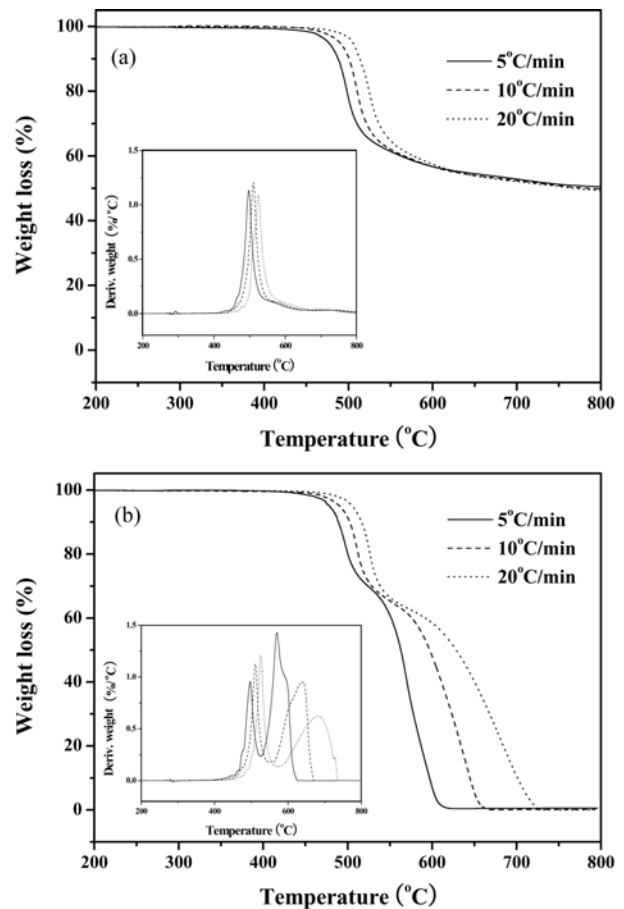 (a)
5°C/min
10°C/min
20°C/min
Weight loss (%)
100
80
60
40
20
0
Deriv. weight (%/°C)
1.5
1.0
0.5
0.0
200 400 600 800
Temperature (°C)
200 300 400 500 600 700 800
Temperature (°C)
(b)
5°C/min
10°C/min
20°C/min
Weight loss (%)
100
80
60
40
20
0
Deriv. weight (%/°C)
1.5
1.0
0.5
0.0
200 400 600 800
Temperature (°C)
200 300 400 500 600 700 800
Temperature (°C)